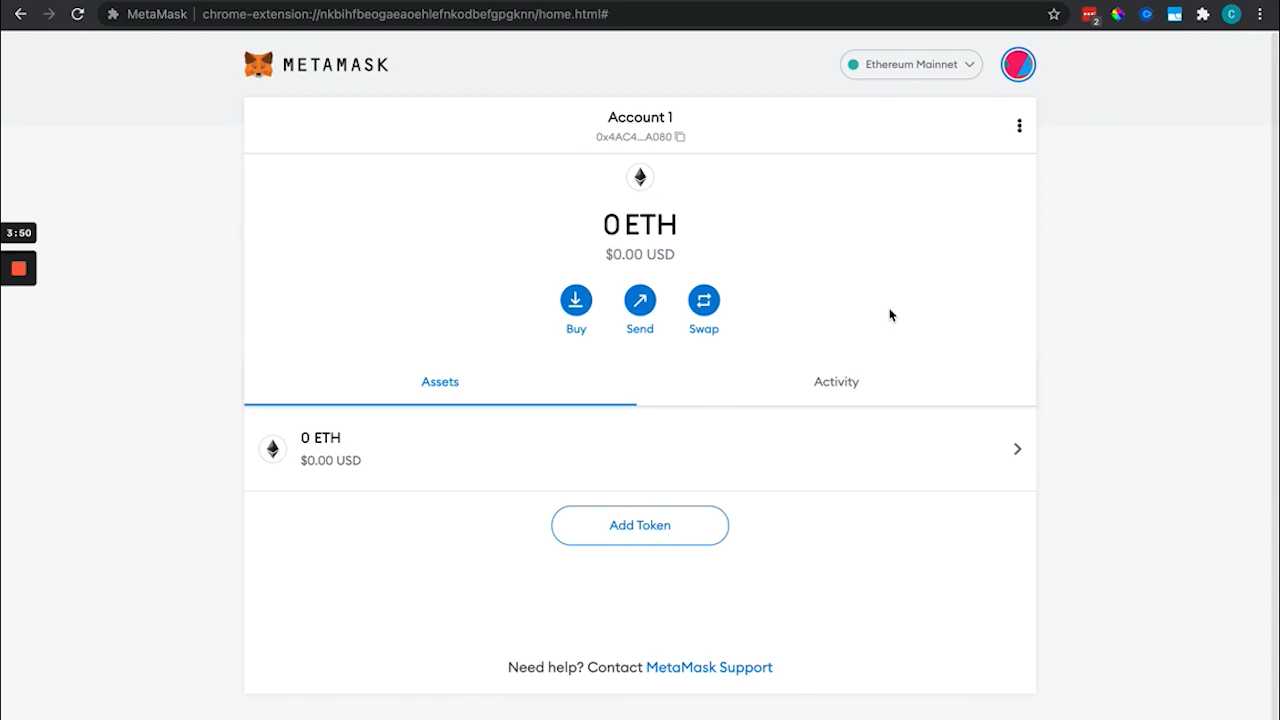 MetaMask | chrome-extension://nkbihfbeogaeaoehlefnkodbefgpgknn/home.html#
2
C
METAMASK
Ethereum Mainnet
Account 1
0x4AC4...A080
0 ETH
$0.00 USD
3:50
Buy Send Swap
Assets Activity
0 ETH
$0.00 USD
Add Token
Need help? Contact MetaMask Support